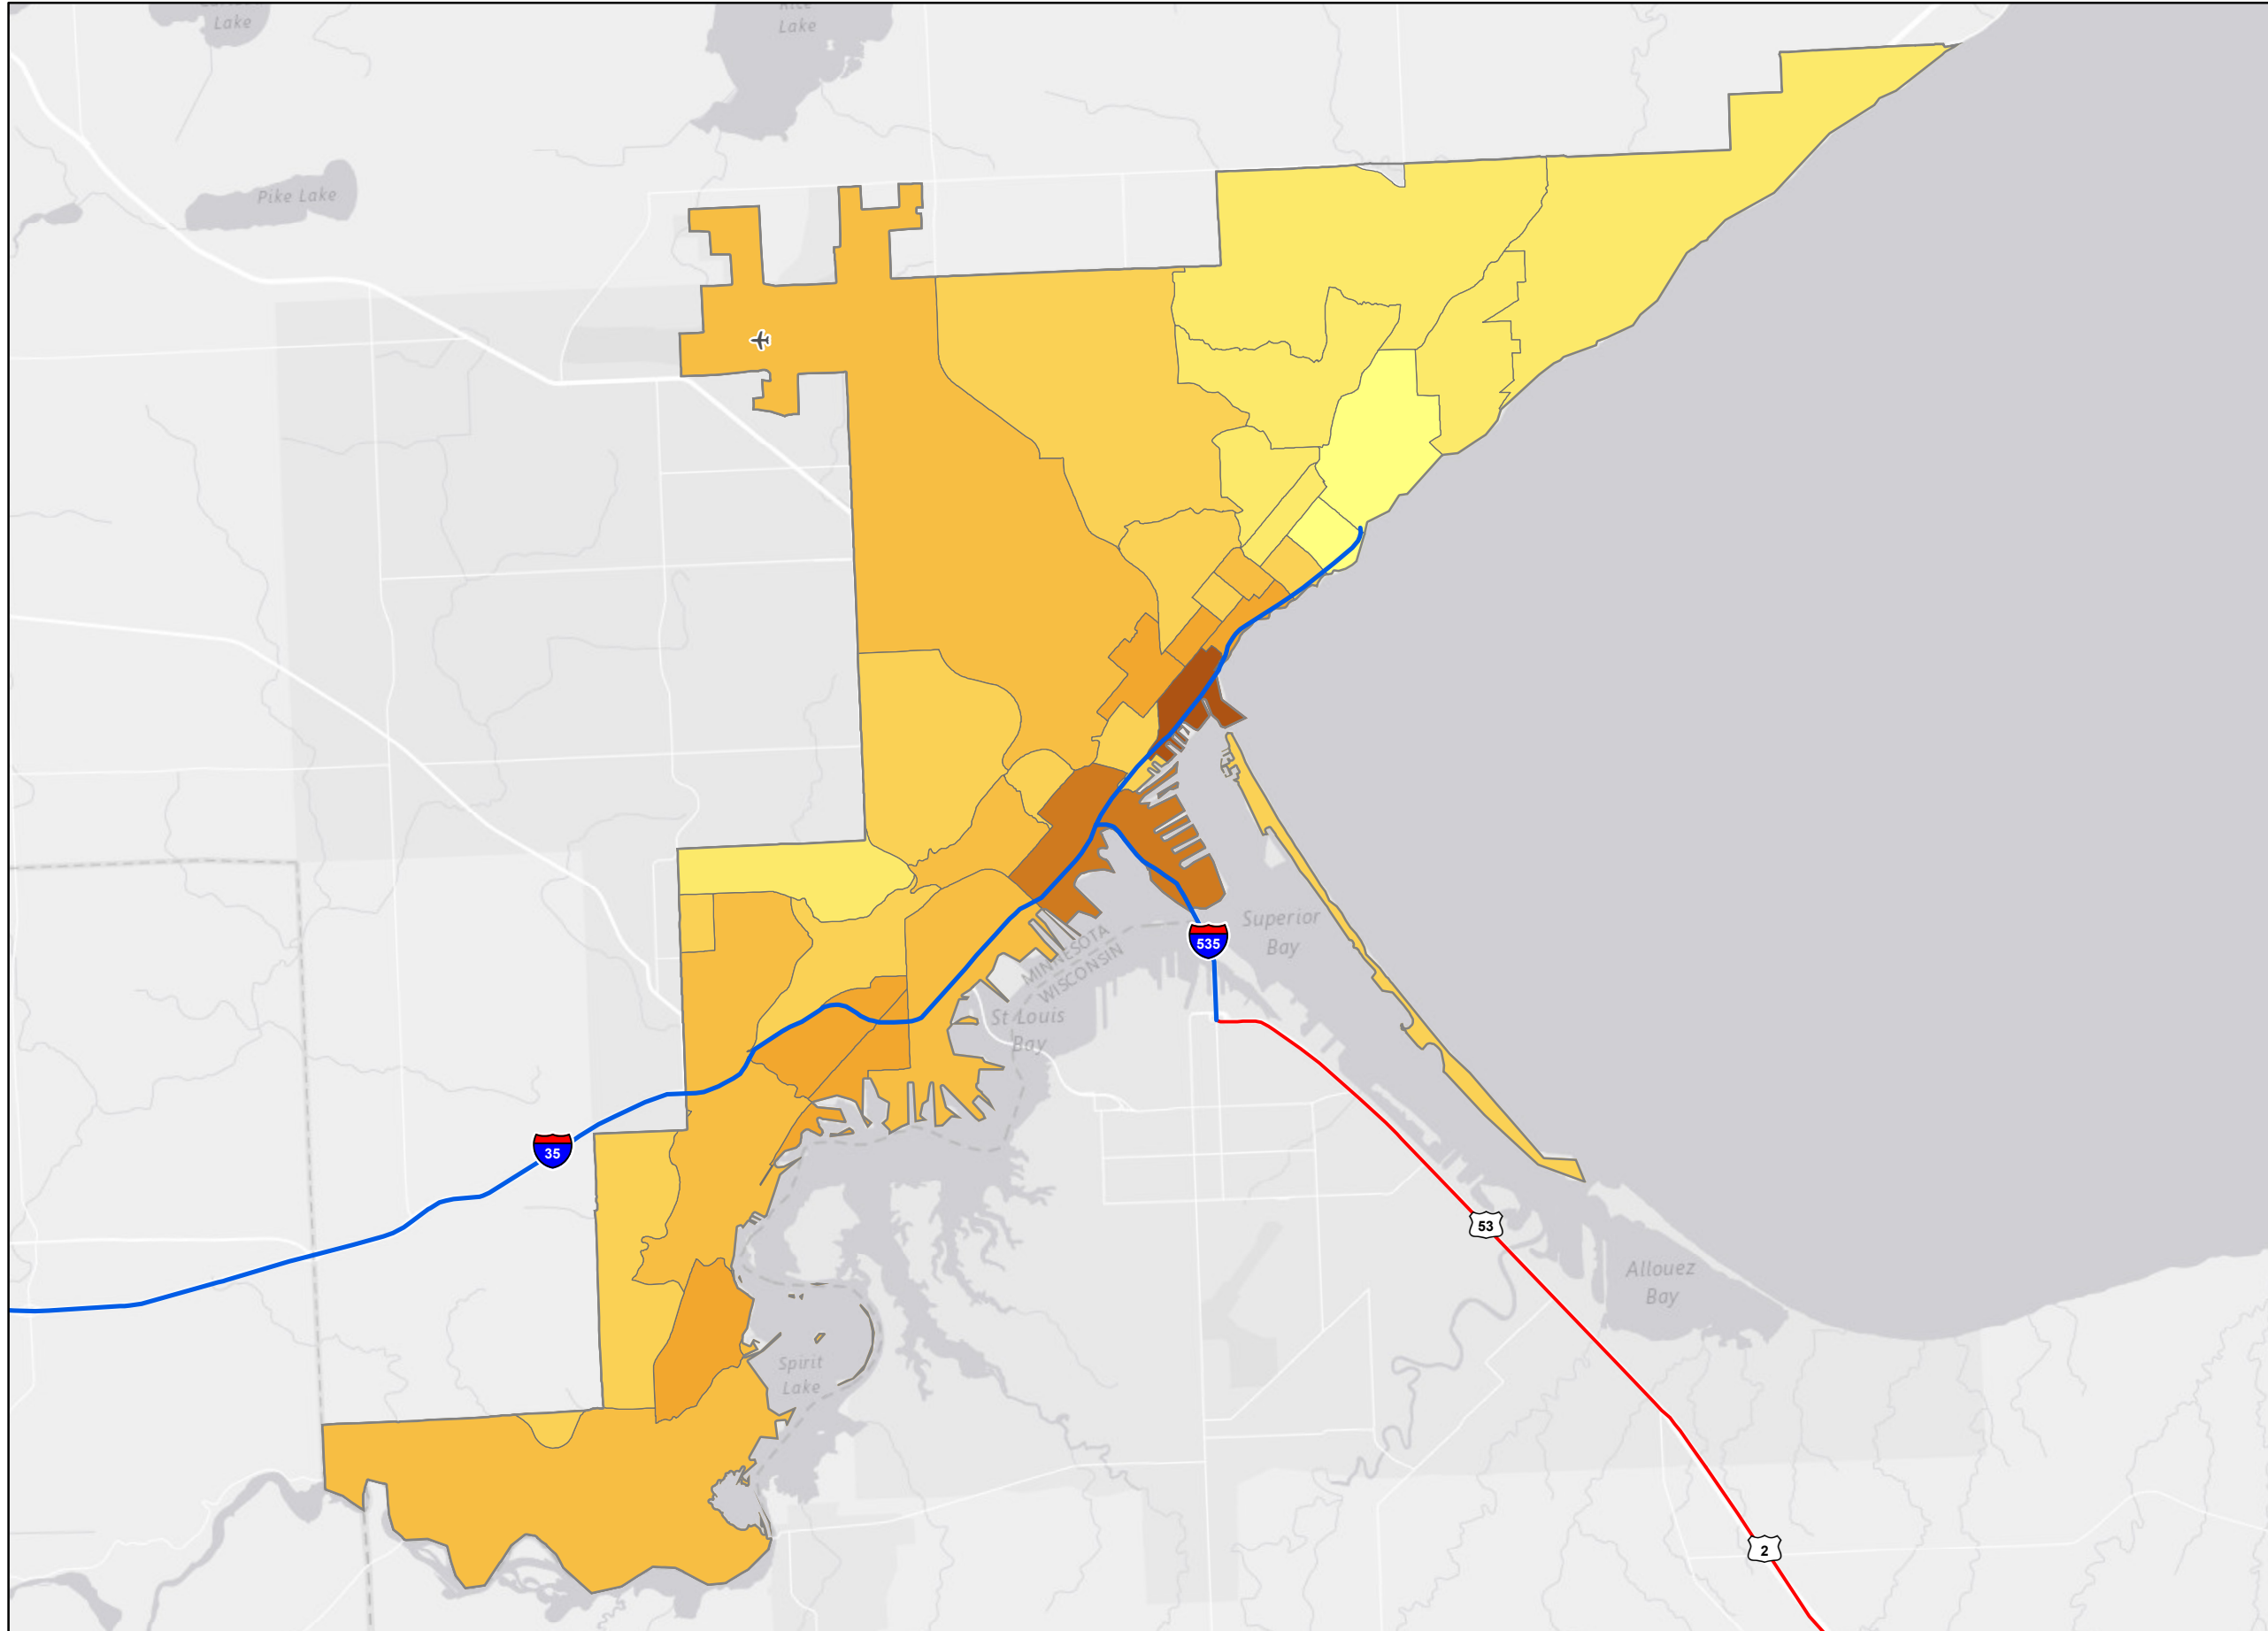 Lake
Rice
Lake
Pike Lake
MINNESOTA
WISCONSIN
535
Superior
Bay
St Louis
Bay
35
53
Allouez
Bay
Spirit
Lake
2